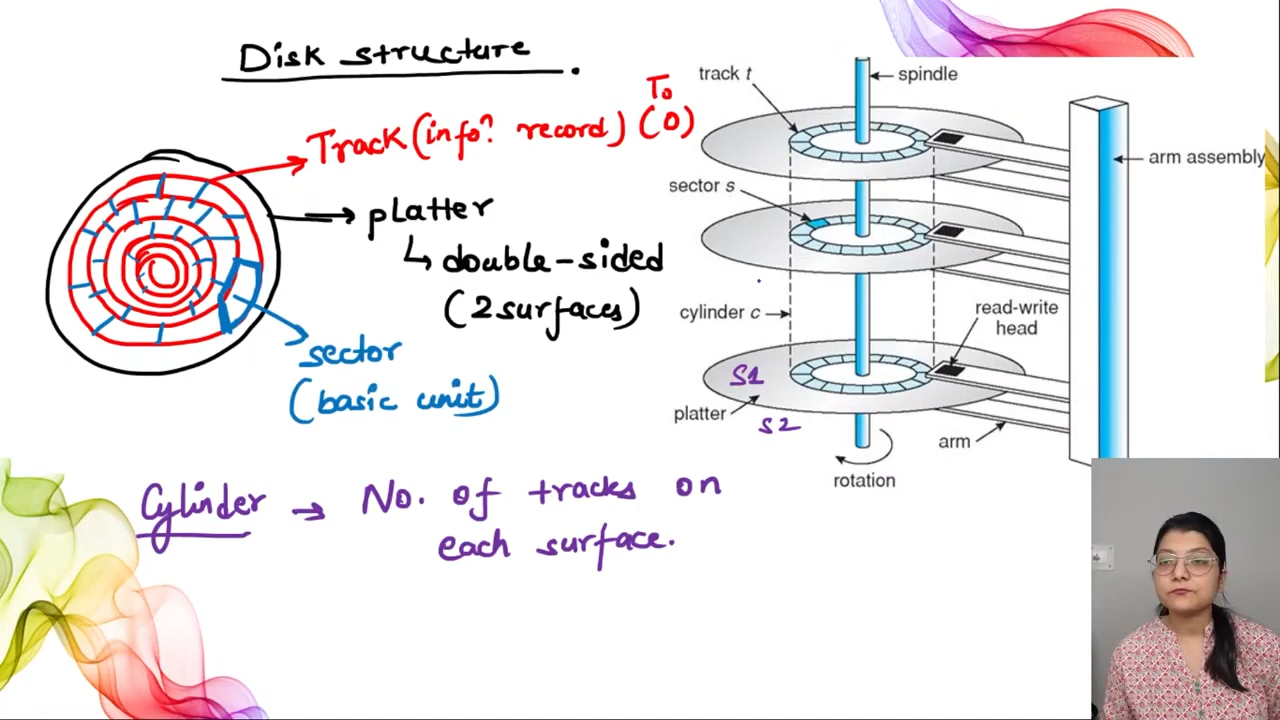 Disk structure.
Track (info? record) (0)
T0
platter
↳ double-sided
(2 surfaces)
sector
(basic unit)
track t
spindle
arm assembly
sector s
cylinder c
read-write
head
S1
platter
S2
arm
rotation
Cylinder → No. of tracks on
each surface.